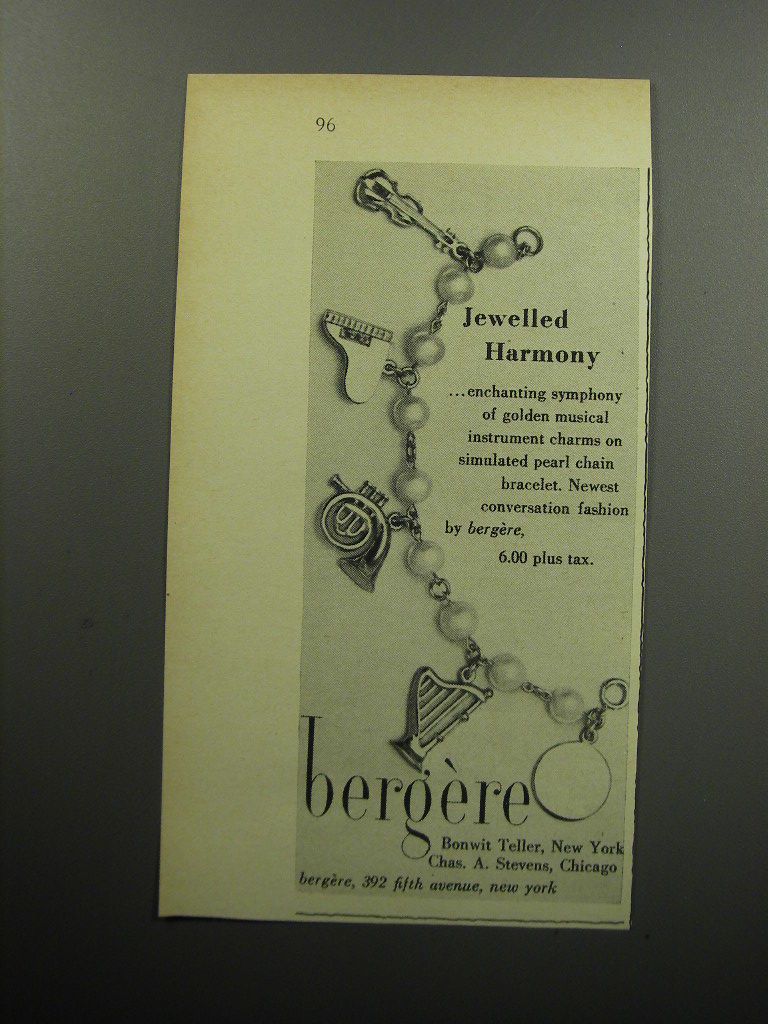 96
Jewelled
Harmony
...enchanting symphony
of golden musical
instrument charms on
simulated pearl chain
bracelet. Newest
conversation fashion
by bergère,
6.00 plus tax.
bergère
Bonwit Teller, New York
Chas. A. Stevens, Chicago
bergère, 392 fifth avenue, new york